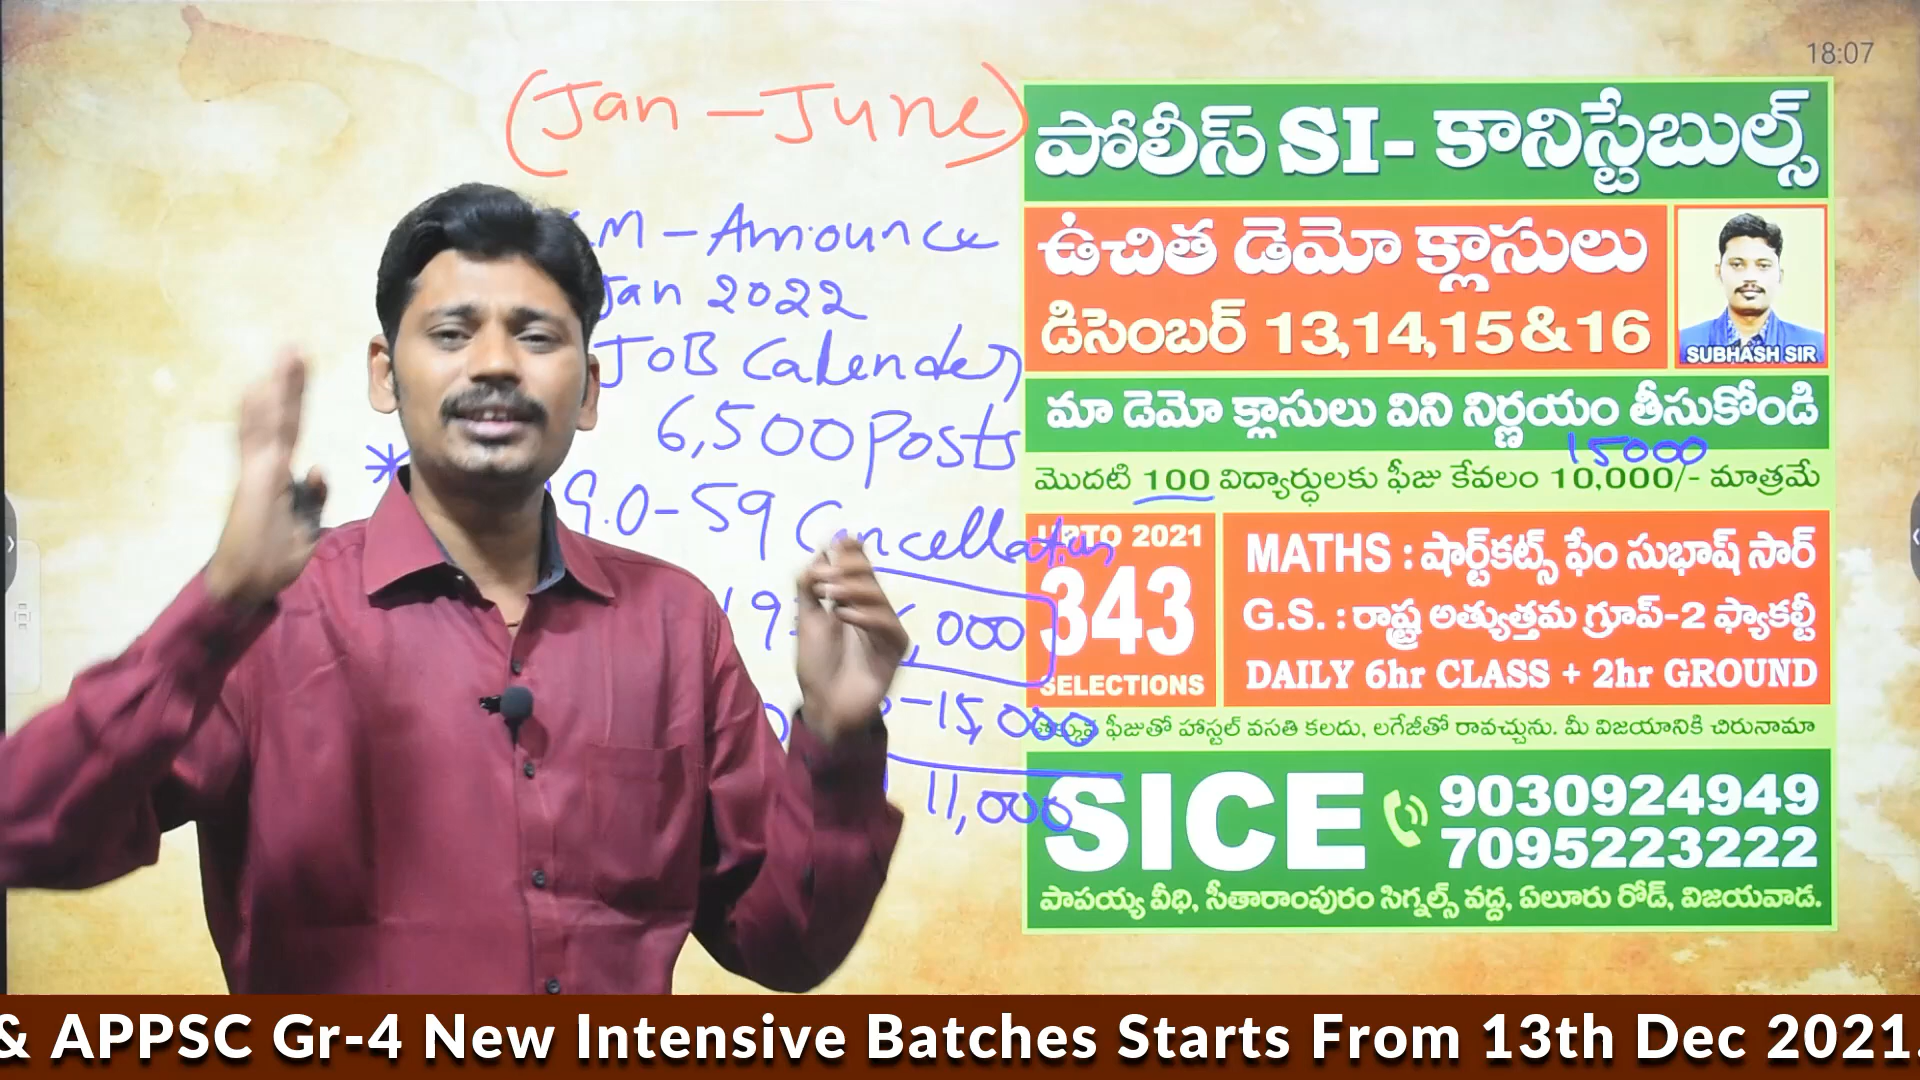 18:07
(Jan - June)
M - Announce
Jan 2022
JOB Calender
6,500 posts
9.0-59 Cancellation
,000
-15,000
11,000
పోలీస్ SI- కానిస్టేబుల్స్
ఉచిత డెమో క్లాసులు
డిసెంబర్ 13,14,15 & 16
SUBHASH SIR
మా డెమో క్లాసులు విని నిర్ణయం తీసుకోండి
15000
మొదటి 100 విద్యార్ధులకు ఫీజు కేవలం 10,000/- మాత్రమే
UPTO 2021
343
SELECTIONS
MATHS : షార్ట్‌కట్స్ ఫేం సుభాష్ సార్
G.S. : రాష్ట్ర అత్యుత్తమ గ్రూప్-2 ఫ్యాకల్టీ
DAILY 6hr CLASS + 2hr GROUND
ఫీజుతో హాస్టల్ వసతి కలదు, లగేజీతో రావచ్చును. మీ విజయానికి చిరునామా
SICE
9030924949
7095223222
పాపయ్య వీధి, సీతారాంపురం సిగ్నల్స్ వద్ద, ఏలూరు రోడ్, విజయవాడ.
& APPSC Gr-4 New Intensive Batches Starts From 13th Dec 2021.